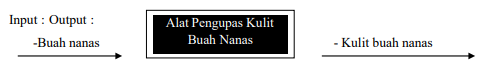 Input : Output :
-Buah nanas
Alat Pengupas Kulit
Buah Nanas
- Kulit buah nanas